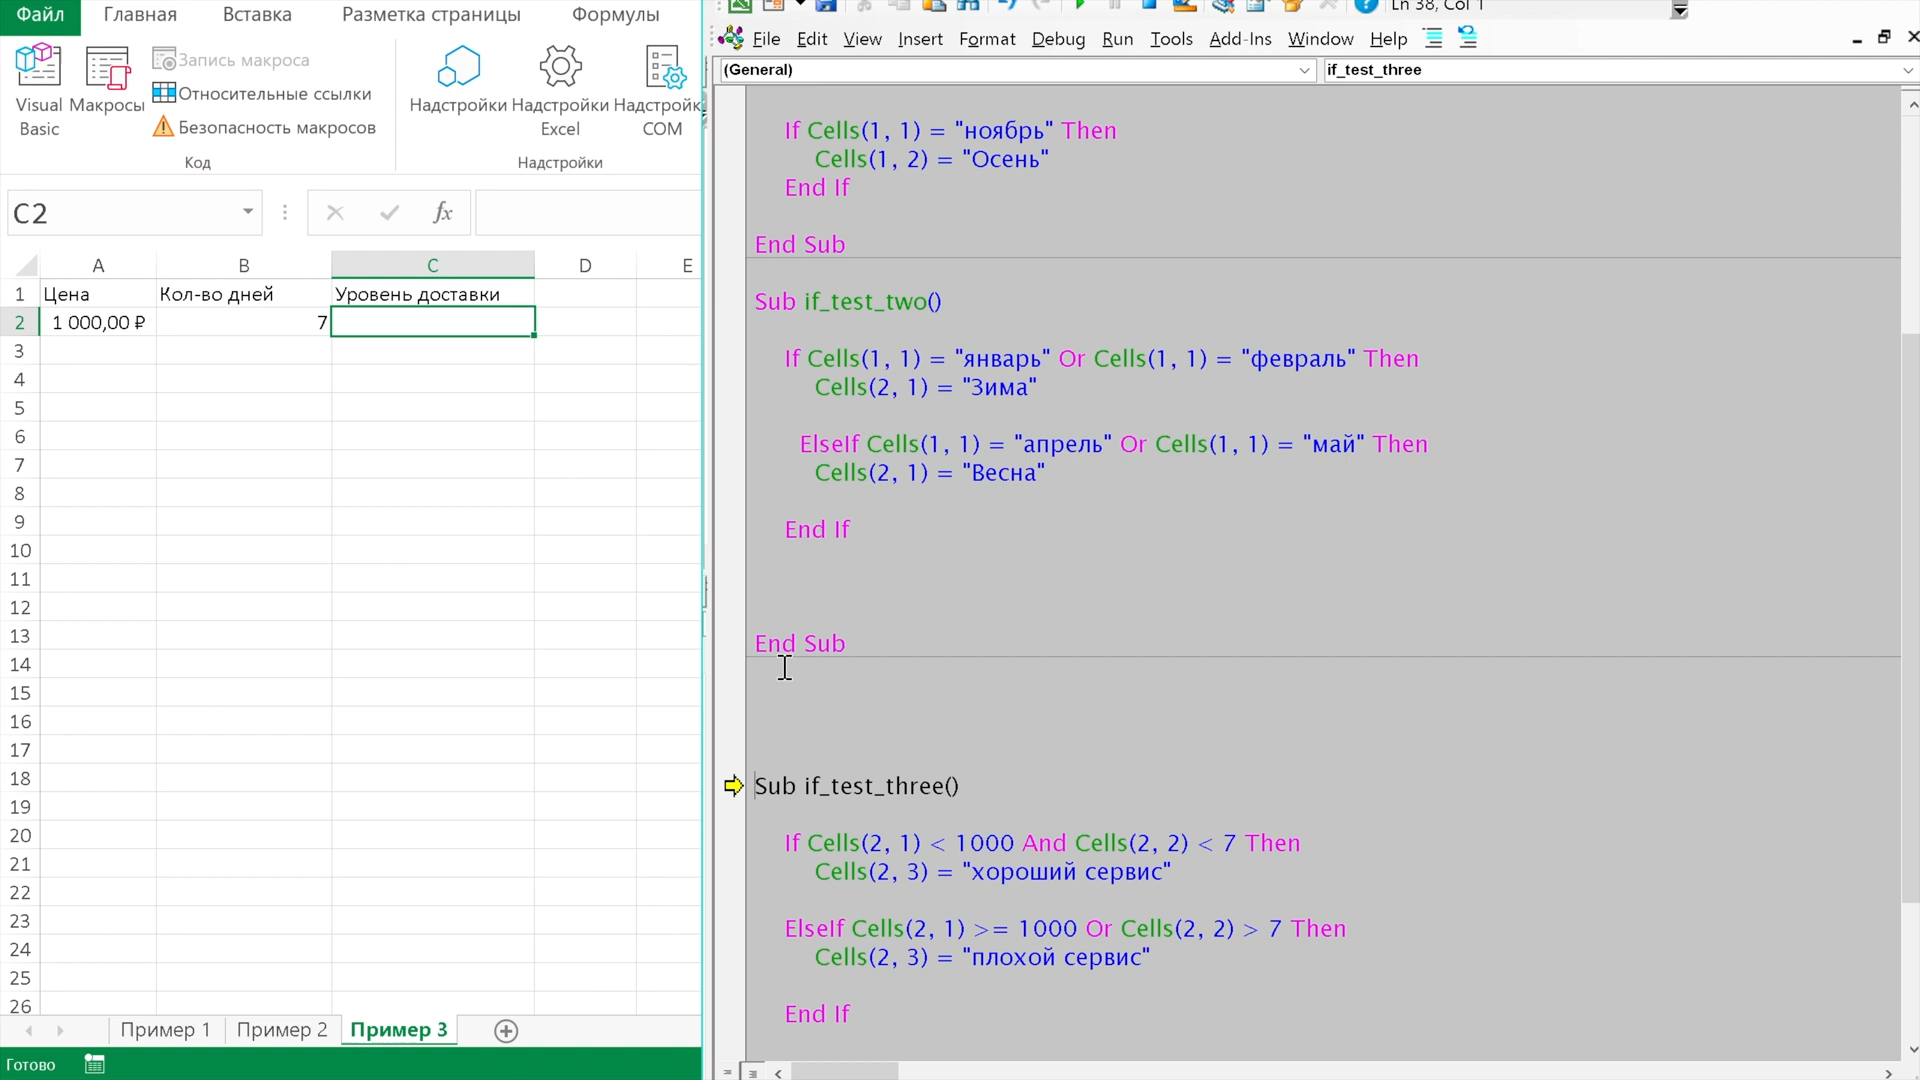 Файл Главная Вставка Разметка страницы Формулы
Visual Basic
Макросы
Запись макроса
Относительные ссылки
Безопасность макросов
Код
Надстройки
Надстройки Excel
Надстройк COM
Надстройки
C2
fx
A B C D E
1 Цена Кол-во дней Уровень доставки
2 1 000,00 ₽ 7
3
4
5
6
7
8
9
10
11
12
13
14
15
16
17
18
19
20
21
22
23
24
25
26
Пример 1 Пример 2 Пример 3
Готово
Ln 38, Col 1
File Edit View Insert Format Debug Run Tools Add-Ins Window Help
(General) if_test_three
If Cells(1, 1) = "ноябрь" Then
Cells(1, 2) = "Осень"
End If
End Sub
Sub if_test_two()
If Cells(1, 1) = "январь" Or Cells(1, 1) = "февраль" Then
Cells(2, 1) = "Зима"
ElseIf Cells(1, 1) = "апрель" Or Cells(1, 1) = "май" Then
Cells(2, 1) = "Весна"
End If
End Sub
Sub if_test_three()
If Cells(2, 1) < 1000 And Cells(2, 2) < 7 Then
Cells(2, 3) = "хороший сервис"
ElseIf Cells(2, 1) >= 1000 Or Cells(2, 2) > 7 Then
Cells(2, 3) = "плохой сервис"
End If